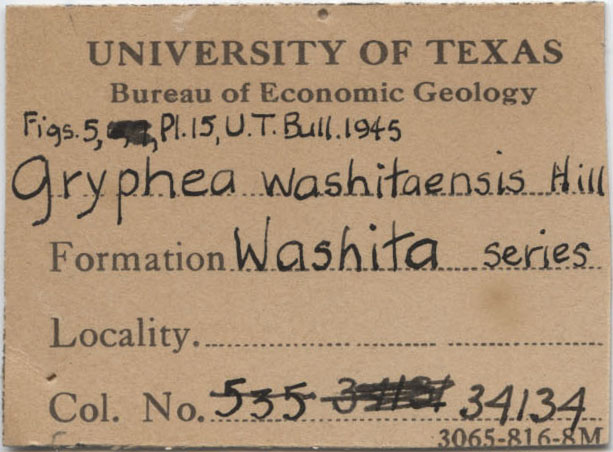 UNIVERSITY OF TEXAS
Bureau of Economic Geology
Figs. 5, Pl. 15, U. T. Bull. 1945
Gryphea washitaensis Hill
Formation Washita series
Locality.
Col. No. 535 34134
3065-816-8M